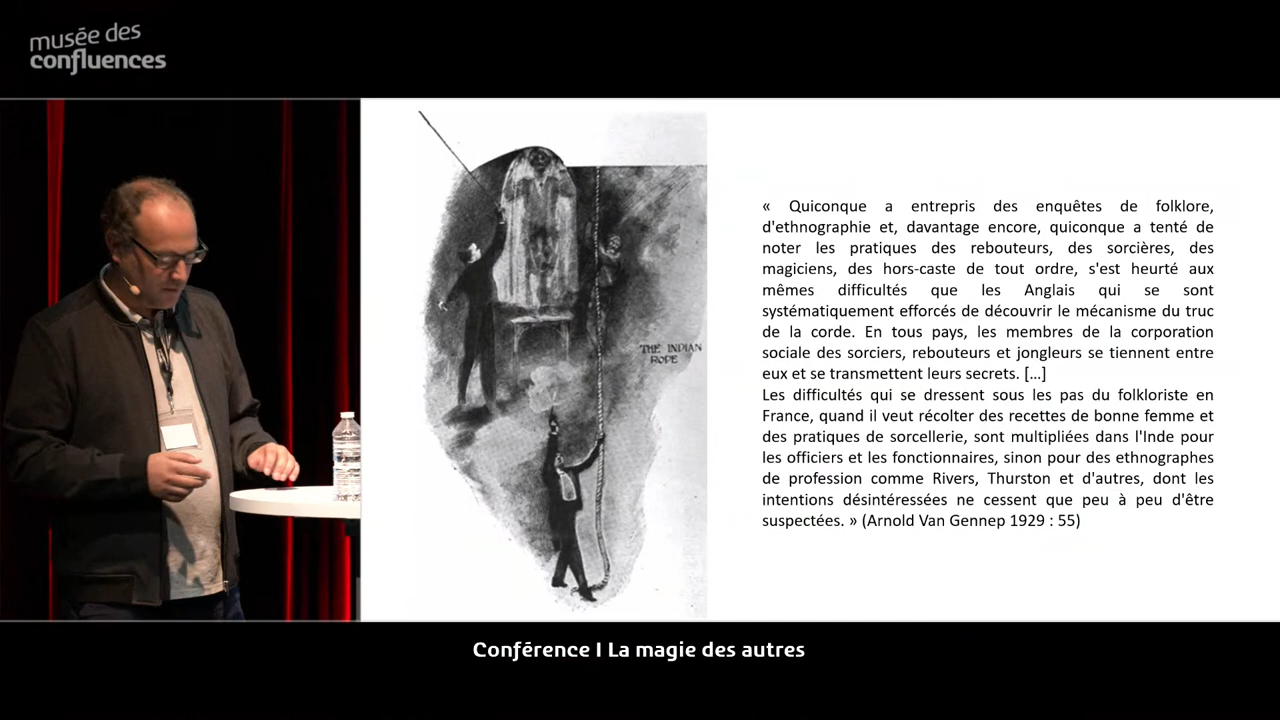 musée des
confluences
THE INDIAN
ROPE
« Quiconque a entrepris des enquêtes de folklore,
d'ethnographie et, davantage encore, quiconque a tenté de
noter les pratiques des rebouteurs, des sorcières, des
magiciens, des hors-caste de tout ordre, s'est heurté aux
mêmes difficultés que les Anglais qui se sont
systématiquement efforcés de découvrir le mécanisme du truc
de la corde. En tous pays, les membres de la corporation
sociale des sorciers, rebouteurs et jongleurs se tiennent entre
eux et se transmettent leurs secrets. […]
Les difficultés qui se dressent sous les pas du folkloriste en
France, quand il veut récolter des recettes de bonne femme et
des pratiques de sorcellerie, sont multipliées dans l'Inde pour
les officiers et les fonctionnaires, sinon pour des ethnographes
de profession comme Rivers, Thurston et d'autres, dont les
intentions désintéressées ne cessent que peu à peu d'être
suspectées. » (Arnold Van Gennep 1929 : 55)
Conférence I La magie des autres